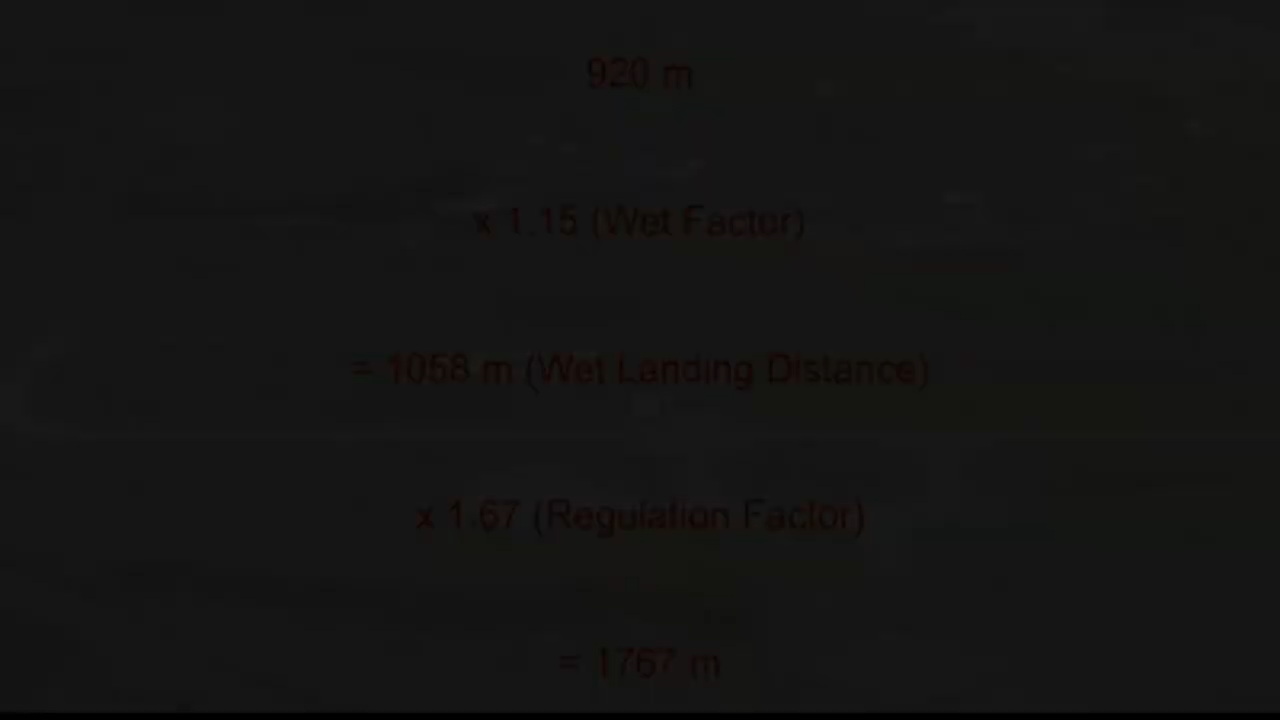 920 m
x 1.15 (Wet Factor)
= 1058 m (Wet Landing Distance)
x 1.67 (Regulation Factor)
= 1767 m